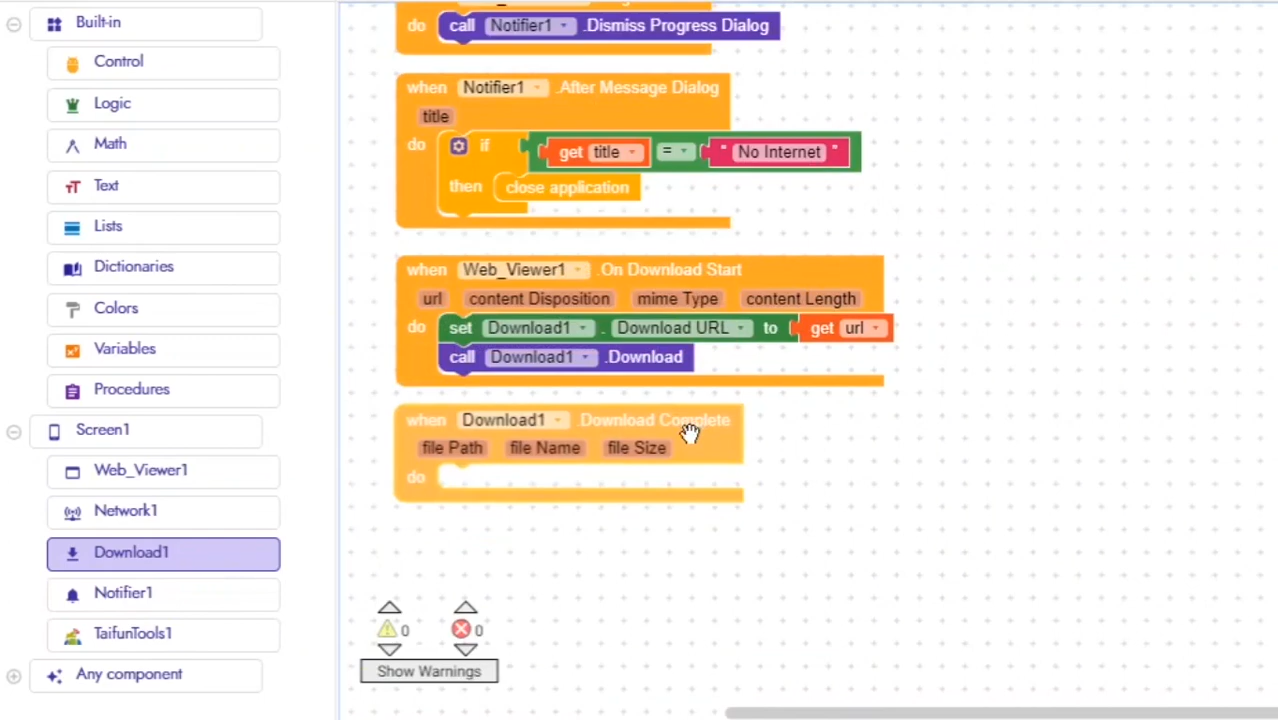 Built-in
Control
Logic
Math
Text
Lists
Dictionaries
Colors
Variables
Procedures
Screen1
Web_Viewer1
Network1
Download1
Notifier1
TaifunTools1
Any component
do call Notifier1 .Dismiss Progress Dialog
when Notifier1 .After Message Dialog
title
do if get title = " No Internet "
then close application
when Web_Viewer1 .On Download Start
url content Disposition mime Type content Length
do set Download1 . Download URL to get url
call Download1 .Download
when Download1 .Download Complete
file Path file Name file Size
do
0 0
Show Warnings